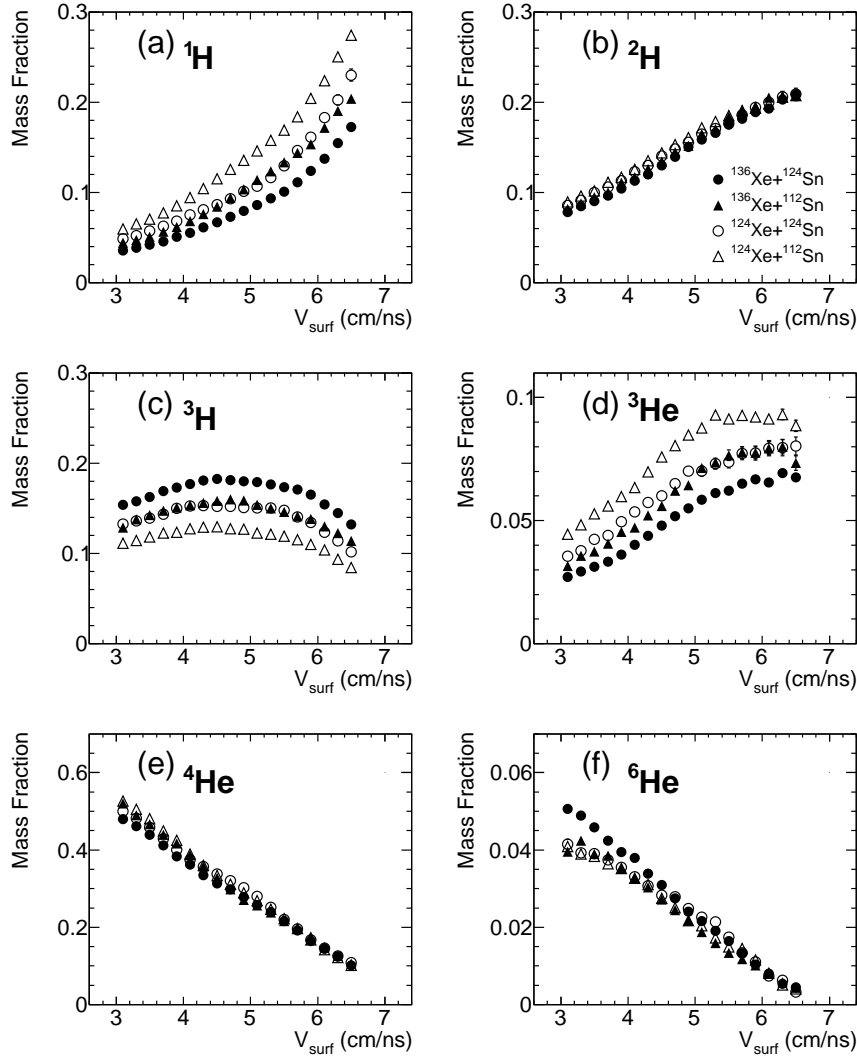 (a) ¹H
Mass Fraction
0.3
0.2
0.1
0
3 4 5 6 7
V_surf (cm/ns)
(b) ²H
Mass Fraction
0.3
0.2
0.1
0
¹³⁶Xe+¹²⁴Sn
¹³⁶Xe+¹¹²Sn
¹²⁴Xe+¹²⁴Sn
¹²⁴Xe+¹¹²Sn
3 4 5 6 7
V_surf (cm/ns)
(c) ³H
Mass Fraction
0.3
0.2
0.1
0
3 4 5 6 7
V_surf (cm/ns)
(d) ³He
Mass Fraction
0.1
0.05
0
3 4 5 6 7
V_surf (cm/ns)
(e) ⁴He
Mass Fraction
0.6
0.4
0.2
0
3 4 5 6 7
V_surf (cm/ns)
(f) ⁶He
Mass Fraction
0.06
0.04
0.02
0
3 4 5 6 7
V_surf (cm/ns)